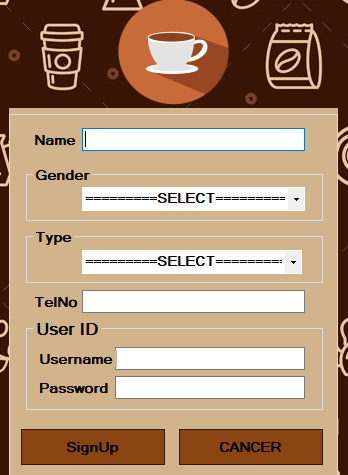 Name
Gender
=========SELECT=========
Type
=========SELECT=========
TelNo
User ID
Username
Password
SignUp CANCER